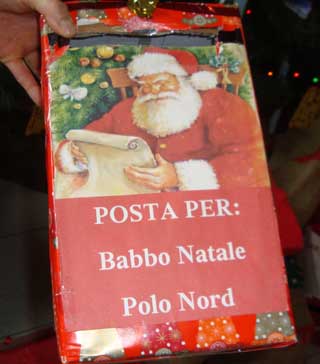 POSTA PER:
Babbo Natale
Polo Nord